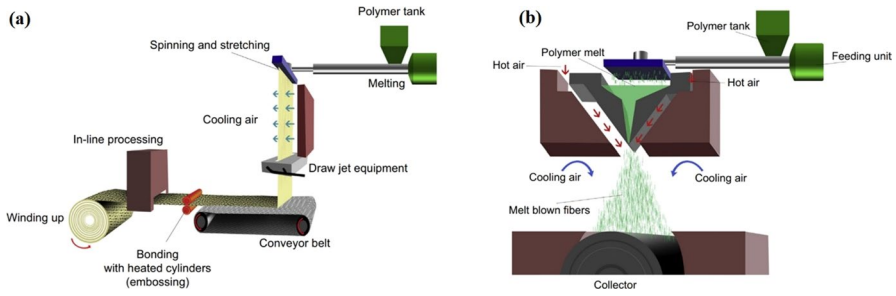 (a)
Polymer tank
Spinning and stretching
Melting
Cooling air
In-line processing
Draw jet equipment
Winding up
Conveyor belt
Bonding
with heated cylinders
(embossing)
(b)
Polymer tank
Polymer melt
Hot air
Feeding unit
Hot air
Cooling air
Cooling air
Melt blown fibers
Collector